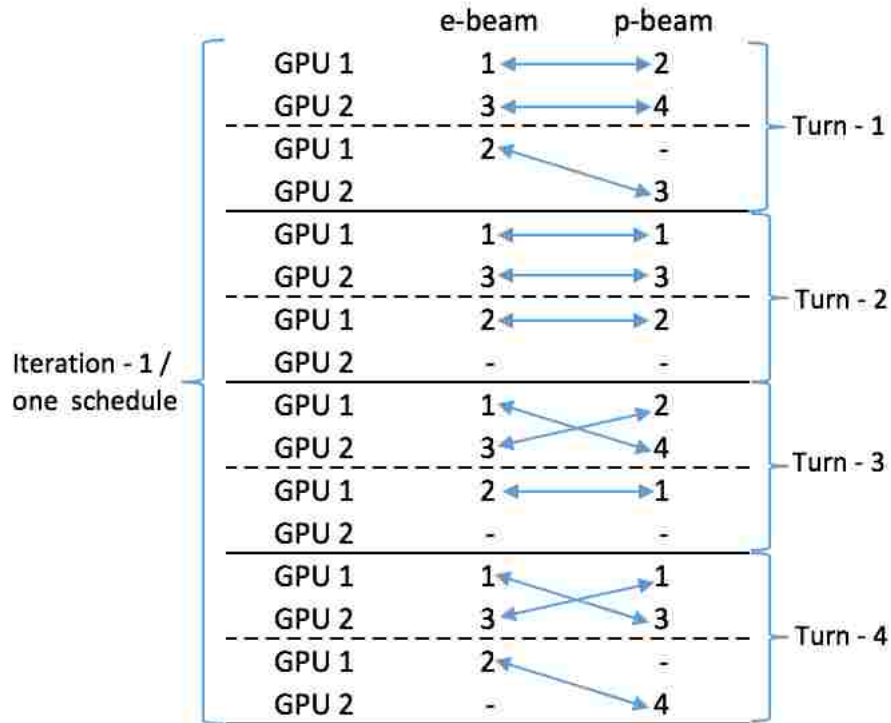 e-beam p-beam
GPU 1 1 2
GPU 2 3 4
Turn - 1
GPU 1 2 -
GPU 2 3
GPU 1 1 1
GPU 2 3 3
Turn - 2
GPU 1 2 2
GPU 2 - -
Iteration - 1 /
one schedule
GPU 1 1 2
GPU 2 3 4
Turn - 3
GPU 1 2 1
GPU 2 - -
GPU 1 1 1
GPU 2 3 3
Turn - 4
GPU 1 2 -
GPU 2 - 4